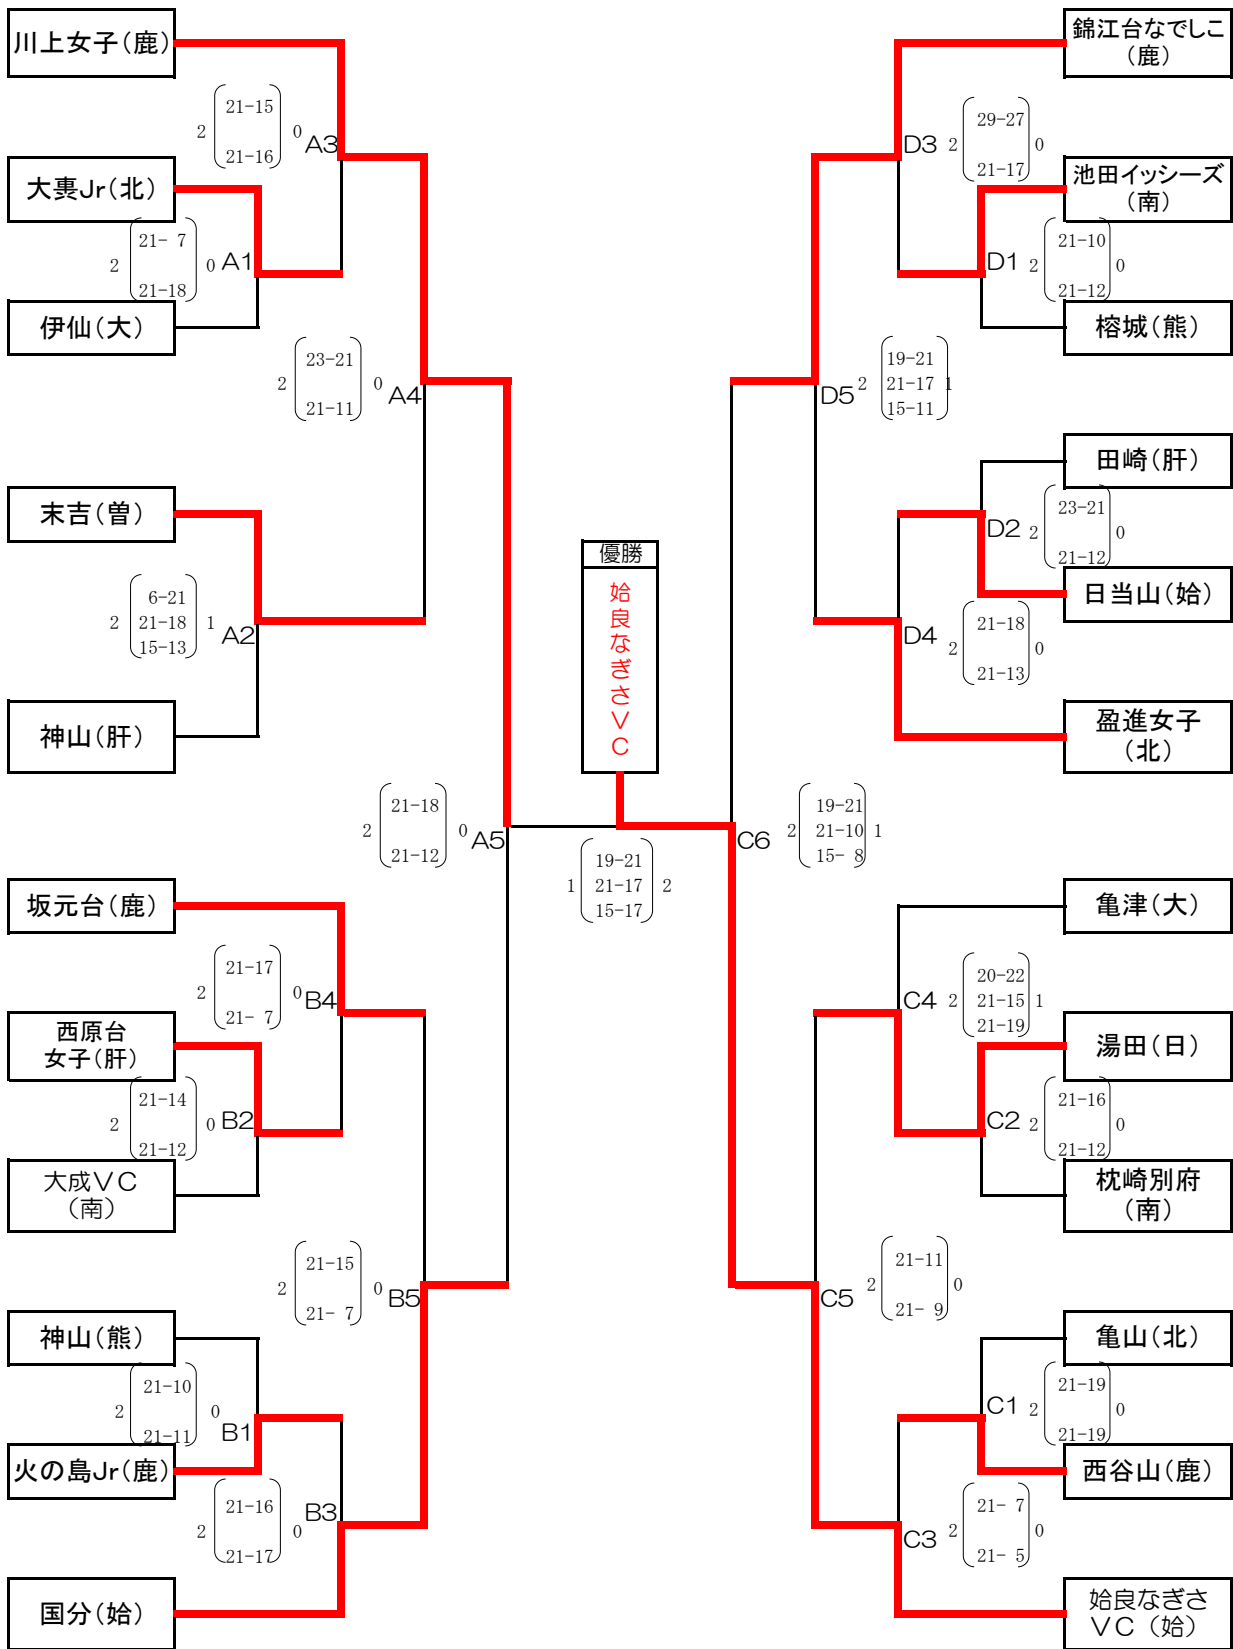 川上女子(鹿)
21-15
2 0 A3
21-16
大裊Jr(北)
21- 7
2 0 A1
21-18
伊仙(大)
23-21
2 0 A4
21-11
末吉(曽)
6-21
2 21-18 1 A2
15-13
神山(肝)
21-18
2 0 A5
21-12
坂元台(鹿)
21-17
2 0 B4
21- 7
西原台
女子(肝)
21-14
2 0 B2
21-12
大成VC
(南)
21-15
2 0 B5
21- 7
神山(熊)
21-10
2 0 B1
21-11
火の島Jr(鹿)
21-16
2 0 B3
21-17
国分(姶)
優勝
姶良なぎさVC
19-21
1 21-17 2
15-17
錦江台なでしこ
(鹿)
29-27
D3 2 0
21-17
池田イッシーズ
(南)
21-10
D1 2 0
21-12
榕城(熊)
19-21
D5 2 21-17 1
15-11
田崎(肝)
23-21
D2 2 0
21-12
日当山(姶)
21-18
D4 2 0
21-13
盈進女子
(北)
19-21
C6 2 21-10 1
15- 8
亀津(大)
20-22
C4 2 21-15 1
21-19
湯田(日)
21-16
C2 2 0
21-12
枕崎別府
(南)
21-11
C5 2 0
21- 9
亀山(北)
21-19
C1 2 0
21-19
西谷山(鹿)
21- 7
C3 2 0
21- 5
姶良なぎさ
VC(姶)